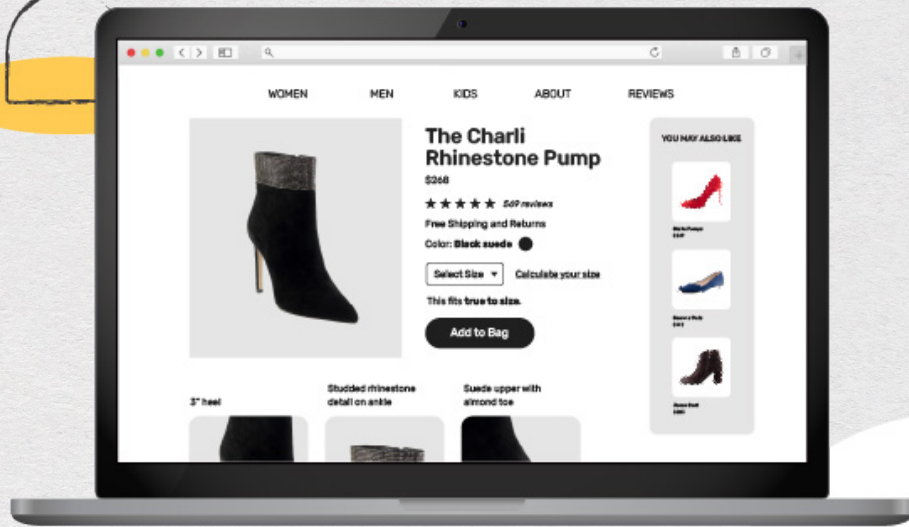 WOMEN MEN KIDS ABOUT REVIEWS
The Charli
Rhinestone Pump
$268
569 reviews
Free Shipping and Returns
Color: Black suede
Select Size Calculate your size
This fits true to size.
Add to Bag
YOU MAY ALSO LIKE
3" heel
Studded rhinestone
detail on ankle
Suede upper with
almond toe